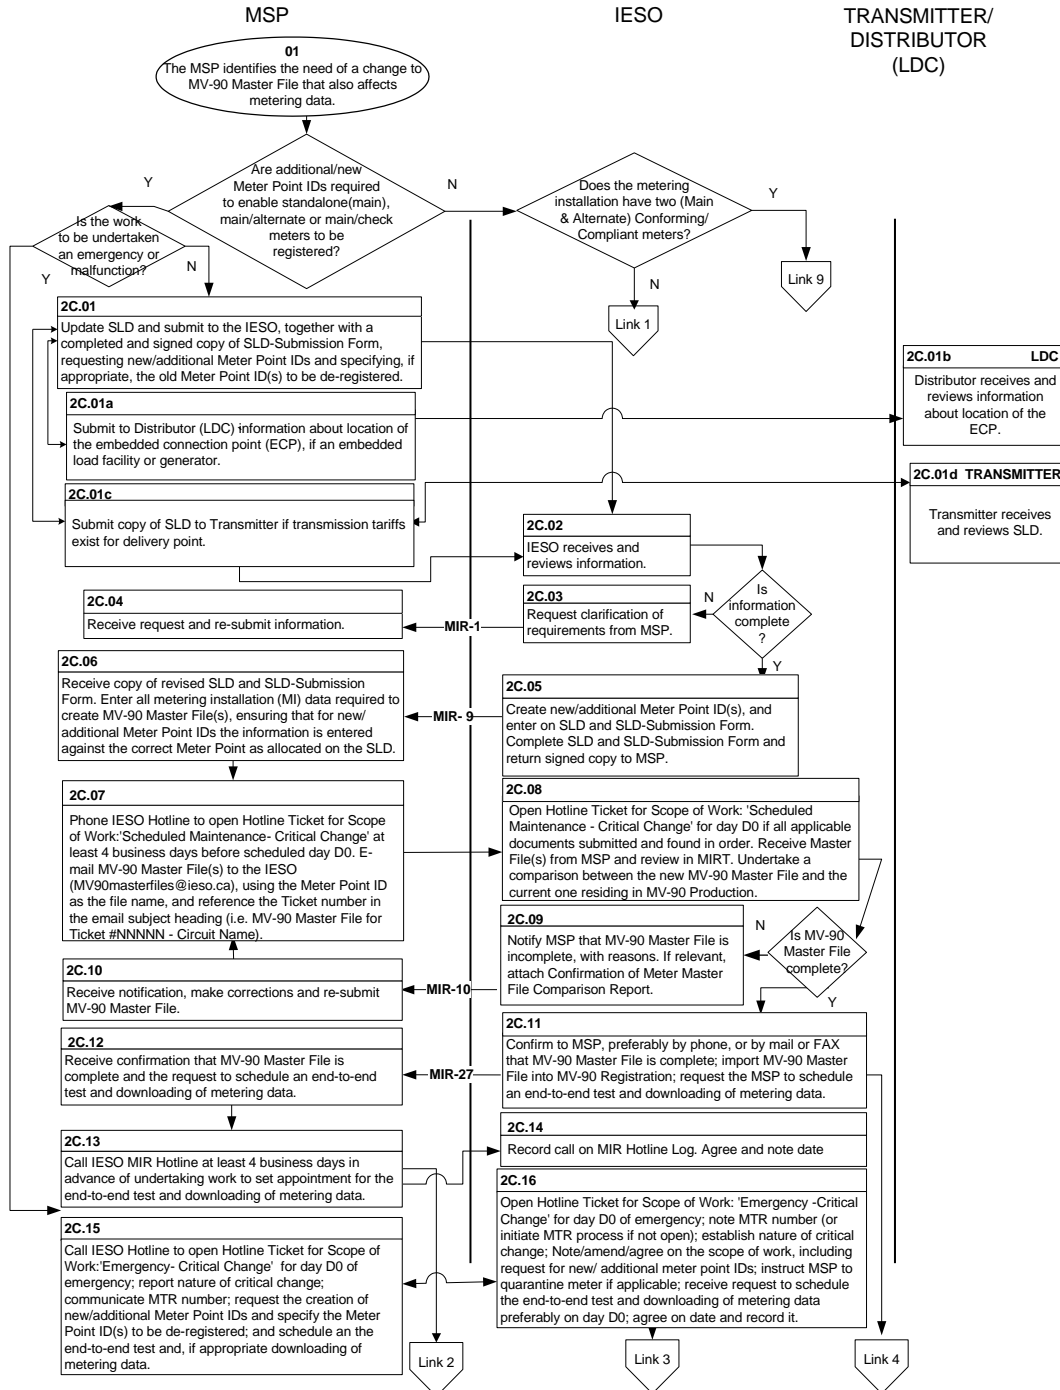 MSP
IESO
TRANSMITTER/
DISTRIBUTOR
(LDC)
01
The MSP identifies the need of a change to
MV-90 Master File that also affects
metering data.
Are additional/new
Meter Point IDs required
to enable standalone(main),
main/alternate or main/check
meters to be
registered?
Y
N
Does the metering
installation have two (Main
& Alternate) Conforming/
Compliant meters?
Y
N
Link 9
Link 1
Is the work
to be undertaken
an emergency or
malfunction?
Y
N
2C.01
Update SLD and submit to the IESO, together with a
completed and signed copy of SLD-Submission Form,
requesting new/additional Meter Point IDs and specifying, if
appropriate, the old Meter Point ID(s) to be de-registered.
2C.01a
Submit to Distributor (LDC) information about location of
the embedded connection point (ECP), if an embedded
load facility or generator.
2C.01b LDC
Distributor receives and
reviews information
about location of the
ECP.
2C.01c
Submit copy of SLD to Transmitter if transmission tariffs
exist for delivery point.
2C.01d TRANSMITTER
Transmitter receives
and reviews SLD.
2C.02
IESO receives and
reviews information.
Is
information
complete
?
N
Y
2C.03
Request clarification of
requirements from MSP.
MIR-1
2C.04
Receive request and re-submit information.
2C.05
Create new/additional Meter Point ID(s), and
enter on SLD and SLD-Submission Form.
Complete SLD and SLD-Submission Form and
return signed copy to MSP.
MIR- 9
2C.06
Receive copy of revised SLD and SLD-Submission
Form. Enter all metering installation (MI) data required to
create MV-90 Master File(s), ensuring that for new/
additional Meter Point IDs the information is entered
against the correct Meter Point as allocated on the SLD.
2C.07
Phone IESO Hotline to open Hotline Ticket for Scope
of Work:'Scheduled Maintenance- Critical Change' at
least 4 business days before scheduled day D0. E-
mail MV-90 Master File(s) to the IESO
(MV90masterfiles@ieso.ca), using the Meter Point ID
as the file name, and reference the Ticket number in
the email subject heading (i.e. MV-90 Master File for
Ticket #NNNNN - Circuit Name).
2C.08
Open Hotline Ticket for Scope of Work: 'Scheduled
Maintenance - Critical Change' for day D0 if all applicable
documents submitted and found in order. Receive Master
File(s) from MSP and review in MIRT. Undertake a
comparison between the new MV-90 Master File and the
current one residing in MV-90 Production.
Is MV-90
Master File
complete?
N
Y
2C.09
Notify MSP that MV-90 Master File is
incomplete, with reasons. If relevant,
attach Confirmation of Meter Master
File Comparison Report.
MIR-10
2C.10
Receive notification, make corrections and re-submit
MV-90 Master File.
2C.11
Confirm to MSP, preferably by phone, or by mail or FAX
that MV-90 Master File is complete; import MV-90 Master
File into MV-90 Registration; request the MSP to schedule
an end-to-end test and downloading of metering data.
MIR-27
2C.12
Receive confirmation that MV-90 Master File is
complete and the request to schedule an end-to-end
test and downloading of metering data.
2C.13
Call IESO MIR Hotline at least 4 business days in
advance of undertaking work to set appointment for the
end-to-end test and downloading of metering data.
2C.14
Record call on MIR Hotline Log. Agree and note date
2C.15
Call IESO Hotline to open Hotline Ticket for Scope of
Work:'Emergency- Critical Change' for day D0 of
emergency; report nature of critical change;
communicate MTR number; request the creation of
new/additional Meter Point IDs and specify the Meter
Point ID(s) to be de-registered; and schedule an the
end-to-end test and, if appropriate downloading of
metering data.
2C.16
Open Hotline Ticket for Scope of Work: 'Emergency -Critical
Change' for day D0 of emergency; note MTR number (or
initiate MTR process if not open); establish nature of critical
change; Note/amend/agree on the scope of work, including
request for new/ additional meter point IDs; instruct MSP to
quarantine meter if applicable; receive request to schedule
the end-to-end test and downloading of metering data
preferably on day D0; agree on date and record it.
Link 2
Link 3
Link 4